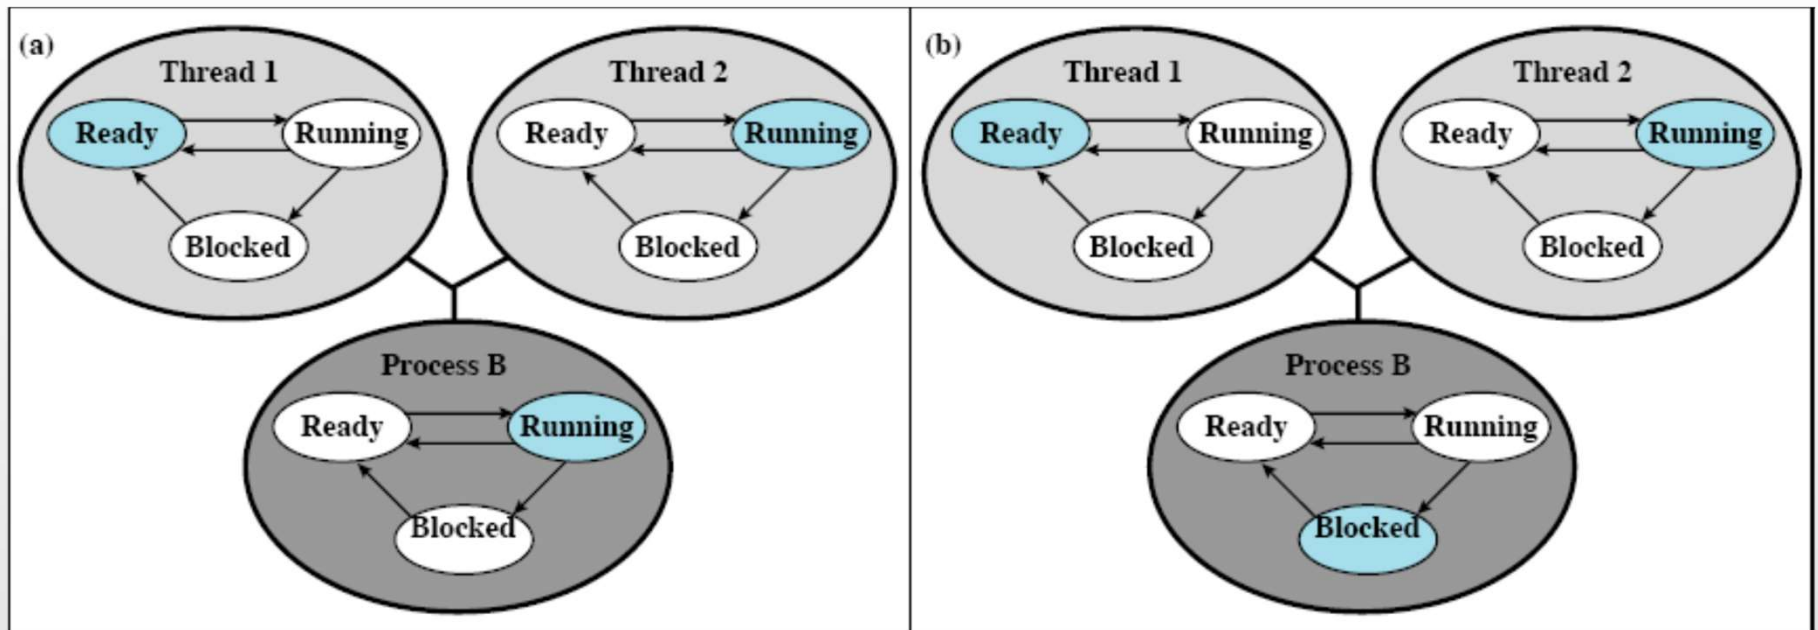 (a)
Thread 1
Ready
Running
Blocked
Thread 2
Ready
Running
Blocked
Process B
Ready
Running
Blocked
(b)
Thread 1
Ready
Running
Blocked
Thread 2
Ready
Running
Blocked
Process B
Ready
Running
Blocked